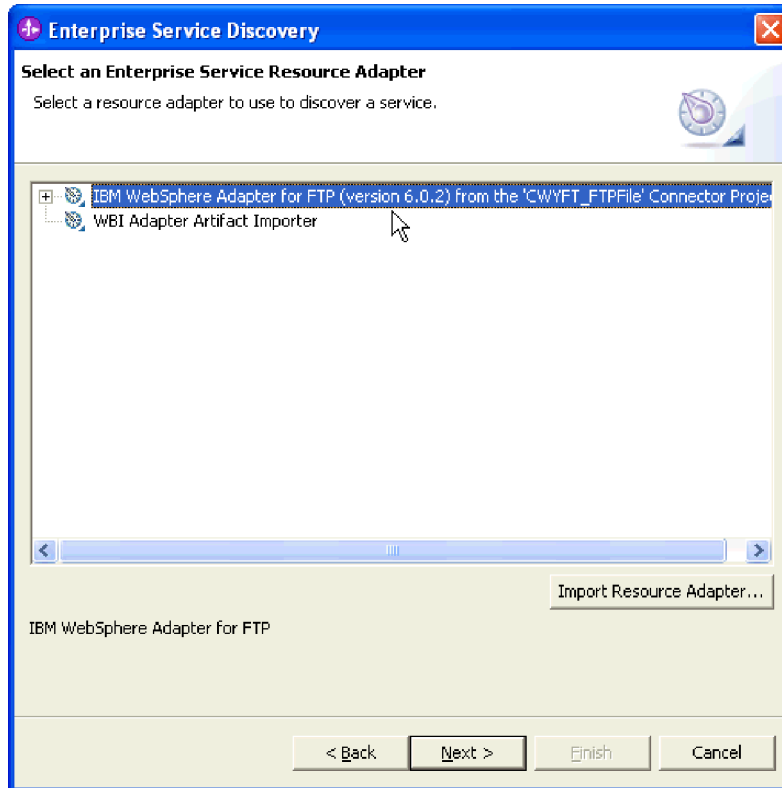 Enterprise Service Discovery
Select an Enterprise Service Resource Adapter
Select a resource adapter to use to discover a service.
IBM WebSphere Adapter for FTP (version 6.0.2) from the 'CWYFT_FTPFile' Connector Proje
WBI Adapter Artifact Importer
Import Resource Adapter...
IBM WebSphere Adapter for FTP
< Back Next > Finish Cancel